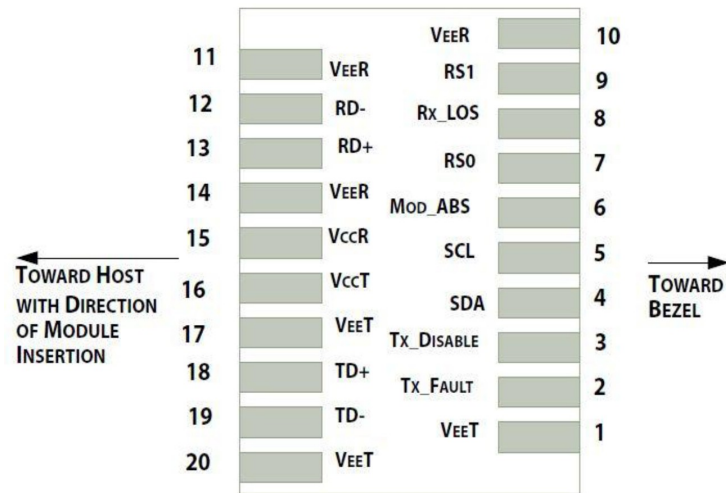 11 VEER
12 RD-
13 RD+
14 VEER
15 VCCR
16 VCCT
17 VEET
18 TD+
19 TD-
20 VEET
VEER 10
RS1 9
RX_LOS 8
RS0 7
MOD_ABS 6
SCL 5
SDA 4
TX_DISABLE 3
TX_FAULT 2
VEET 1
TOWARD HOST
WITH DIRECTION
OF MODULE
INSERTION
TOWARD
BEZEL